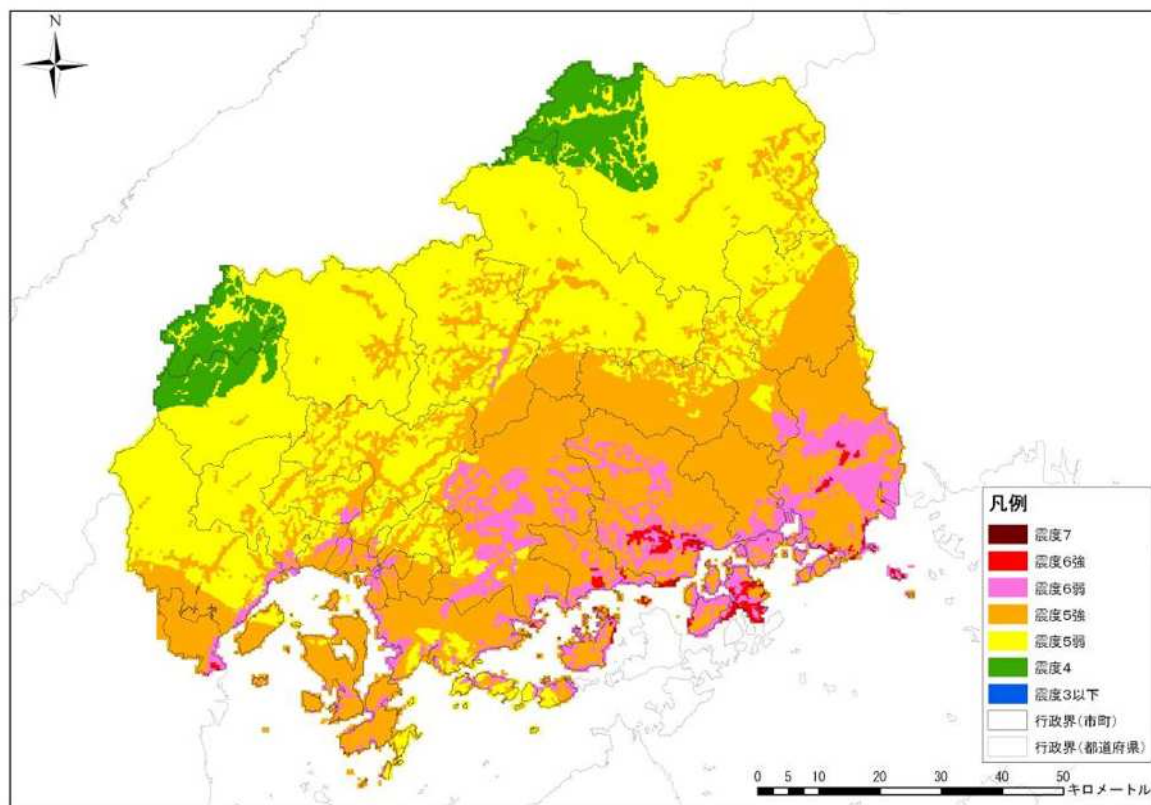 N
凡例
震度7
震度6強
震度6弱
震度5強
震度5弱
震度4
震度3以下
行政界(市町)
行政界(都道府県)
0 5 10 20 30 40 50
キロメートル